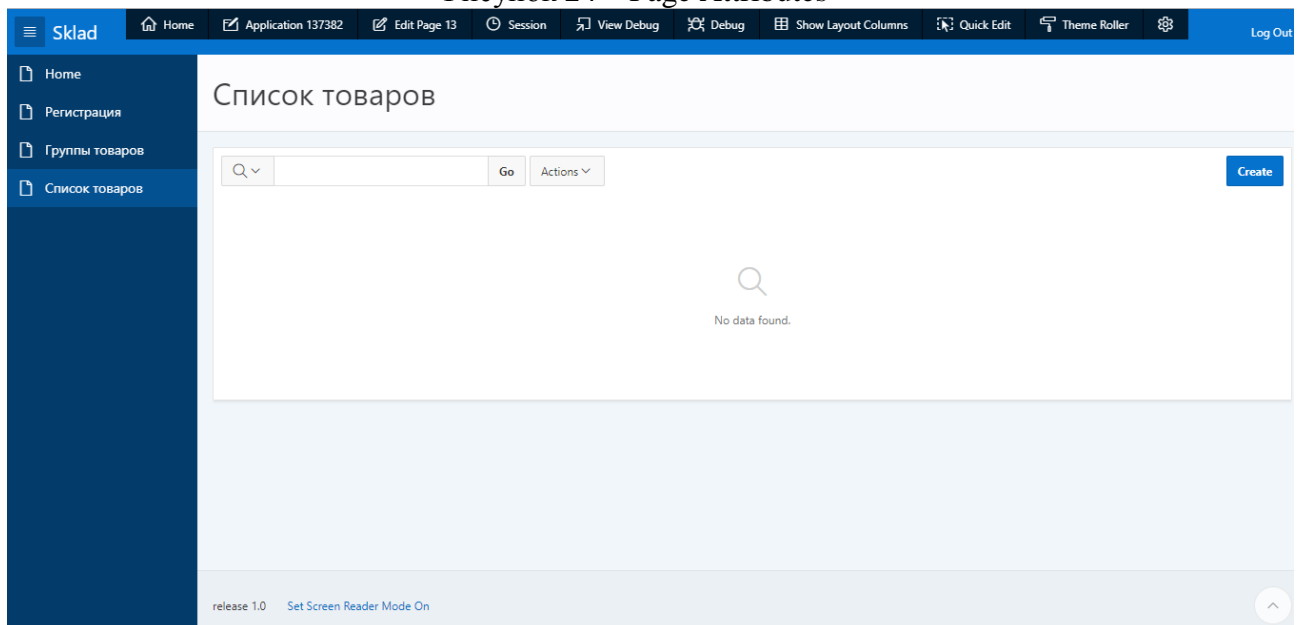 Sklad
Home
Application 137382
Edit Page 13
Session
View Debug
Debug
Show Layout Columns
Quick Edit
Theme Roller
Log Out
Home
Регистрация
Группы товаров
Список товаров
Список товаров
Go
Actions
Create
No data found.
release 1.0
Set Screen Reader Mode On